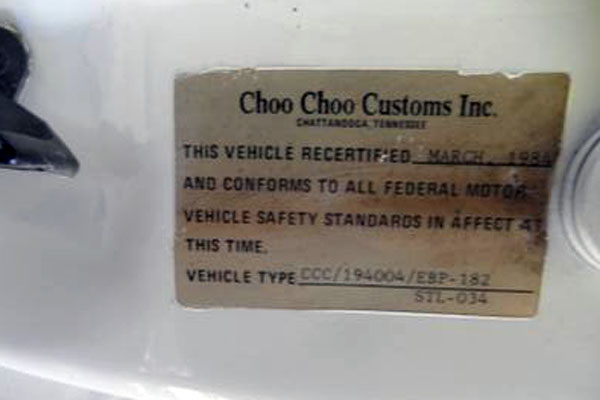 Choo Choo Customs Inc.
CHATTANOOGA, TENNESSEE
THIS VEHICLE RECERTIFIED MARCH, 
AND CONFORMS TO ALL FEDERAL MOTOR
VEHICLE SAFETY STANDARDS IN AFFECT AT
THIS TIME.
VEHICLE TYPE CCC/194004/EBP-182
STL-034